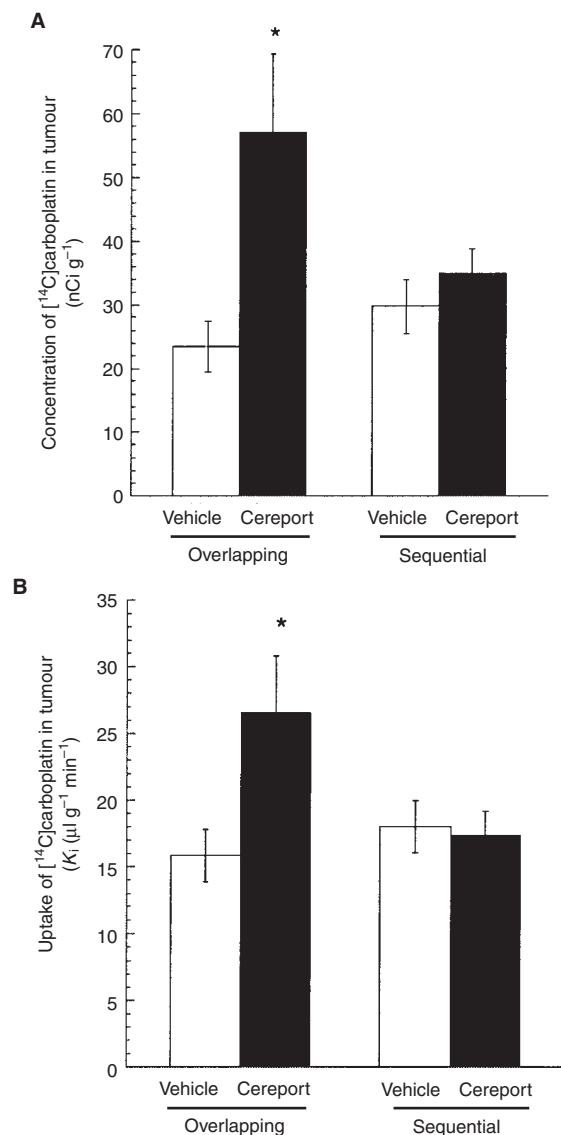 A
*
70
60
50
40
30
20
10
0
Concentration of [¹⁴C]carboplatin in tumour
(nCi g⁻¹)
Vehicle Cereport Vehicle Cereport
Overlapping Sequential
B
*
35
30
25
20
15
10
5
0
Uptake of [¹⁴C]carboplatin in tumour
(Kᵢ (µl g⁻¹ min⁻¹)
Vehicle Cereport Vehicle Cereport
Overlapping Sequential